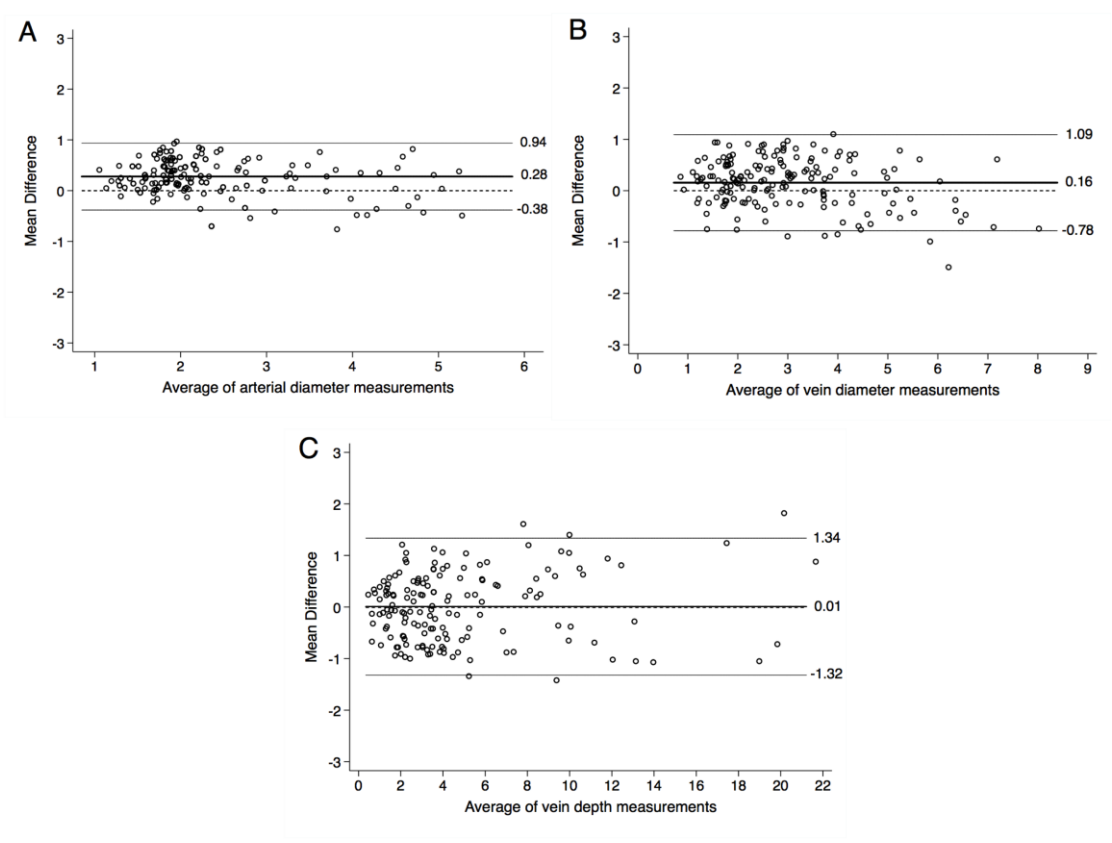 A
3
2
1
0
-1
-2
-3
Mean Difference
0.94
0.28
-0.38
1 2 3 4 5 6
Average of arterial diameter measurements
B
3
2
1
0
-1
-2
-3
Mean Difference
1.09
0.16
-0.78
0 1 2 3 4 5 6 7 8 9
Average of vein diameter measurements
C
3
2
1
0
-1
-2
-3
Mean Difference
1.34
0.01
-1.32
0 2 4 6 8 10 12 14 16 18 20 22
Average of vein depth measurements